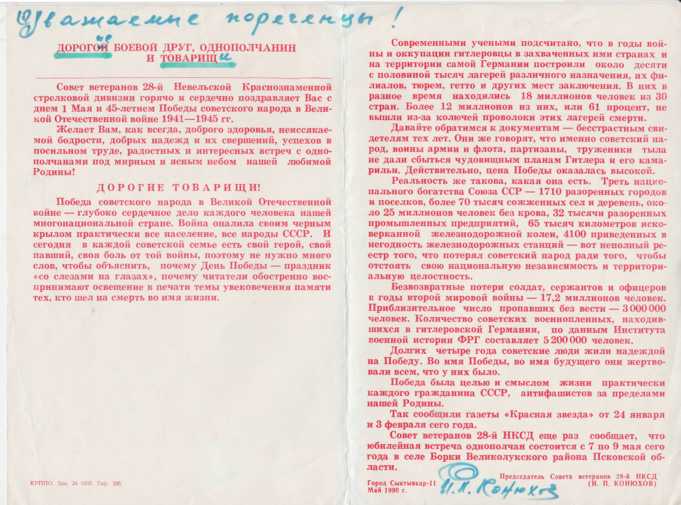 Уважаемые поречены!
ДОРОГОЙ БОЕВОЙ ДРУГ, ОДНОПОЛЧАНИН
И ТОВАРИЩИ
Совет ветеранов 28-й Невельской Краснознаменной
стрелковой дивизии горячо и сердечно поздравляет Вас с
днем 1 Мая и 45-летием Победы советского народа в Вели-
кой Отечественной войне 1941—1945 гг.
Желает Вам, как всегда, доброго здоровья, неиссякае-
мой бодрости, добрых надежд и их свершений, успехов в
посильном труде, радостных и интересных встреч с одно-
полчанами под мирным и ясным небом нашей любимой
Родины!
ДОРОГИЕ ТОВАРИЩИ!
Победа советского народа в Великой Отечественной
войне — глубоко сердечное дело каждого человека нашей
многонациональной стране. Война опалила своим черным
крылом практически все население, все народы СССР. И
сегодня в каждой советской семье есть свой герой, свой
павший, своя боль от той войны, поэтому не нужно много
слов, чтобы объяснить, почему День Победы — праздник
«со слезами на глазах», почему читатели обостренно вос-
принимают освещение в печати темы увековечения памяти
тех, кто шел на смерть во имя жизни.
Современными учеными подсчитано, что в годы вой-
ны и оккупации гитлеровцы в захваченных ими странах и
на территории самой Германии построили около десяти
с половиной тысяч лагерей различного назначения, их фи-
лиалов, тюрем, гетто и других мест заключения. В них в
разное время находились 18 миллионов человек из 30
стран. Более 12 миллионов из них, или 61 процент, не
вышли из-за колючей проволоки этих лагерей смерти.
Давайте обратимся к документам — бесстрастным сви-
детелям тех лет. Они же говорят, что именно советский на-
род, воины армии и флота, партизаны, труженики тыла
не дали сбыться чудовищным планам Гитлера и его кама-
рильи. Действительно, цена Победы оказалась высокой.
Реальность же такова, какая она есть. Треть нацио-
нального богатства Союза ССР — 1710 разоренных городов
и поселков, более 70 тысяч сожженных сел и деревень, око-
ло 25 миллионов человек без крова, 32 тысячи разоренных
промышленных предприятий, 65 тысяч километров иско-
верканной железнодорожной колеи, 4100 приведенных в
негодность железнодорожных станций — вот неполный ре-
естр того, что потерял советский народ ради того, чтобы
отстоять свою национальную независимость и территори-
альную целостность.
Безвозвратные потери солдат, сержантов и офицеров
в годы второй мировой войны — 17,2 миллионов человек.
Приблизительное число пропавших без вести — 3 000 000
человек. Количество советских военнопленных, находив-
шихся в гитлеровской Германии, по данным Института
военной истории ФРГ составляет 5 200 000 человек.
Долгих четыре года советские люди жили надеждой
на Победу. Во имя Победы, во имя будущего они жертво-
вали всем, что у них было.
Победа была целью и смыслом жизни практически
каждого гражданина СССР, антифашистов за пределами
нашей Родины.
Так сообщили газеты «Красная звезда» от 24 января
и 3 февраля сего года.
Совет ветеранов 28-й НКСД еще раз сообщает, что
юбилейная встреча однополчан состоится с 7 по 9 мая сего
года в селе Борки Великолукского района Псковской об-
ласти.
Председатель Совета ветеранов 28-й НКСД
Город Сыктывкар-11 (И. П. КОНЮХОВ)
Май 1990 г. И.П. Конюхов